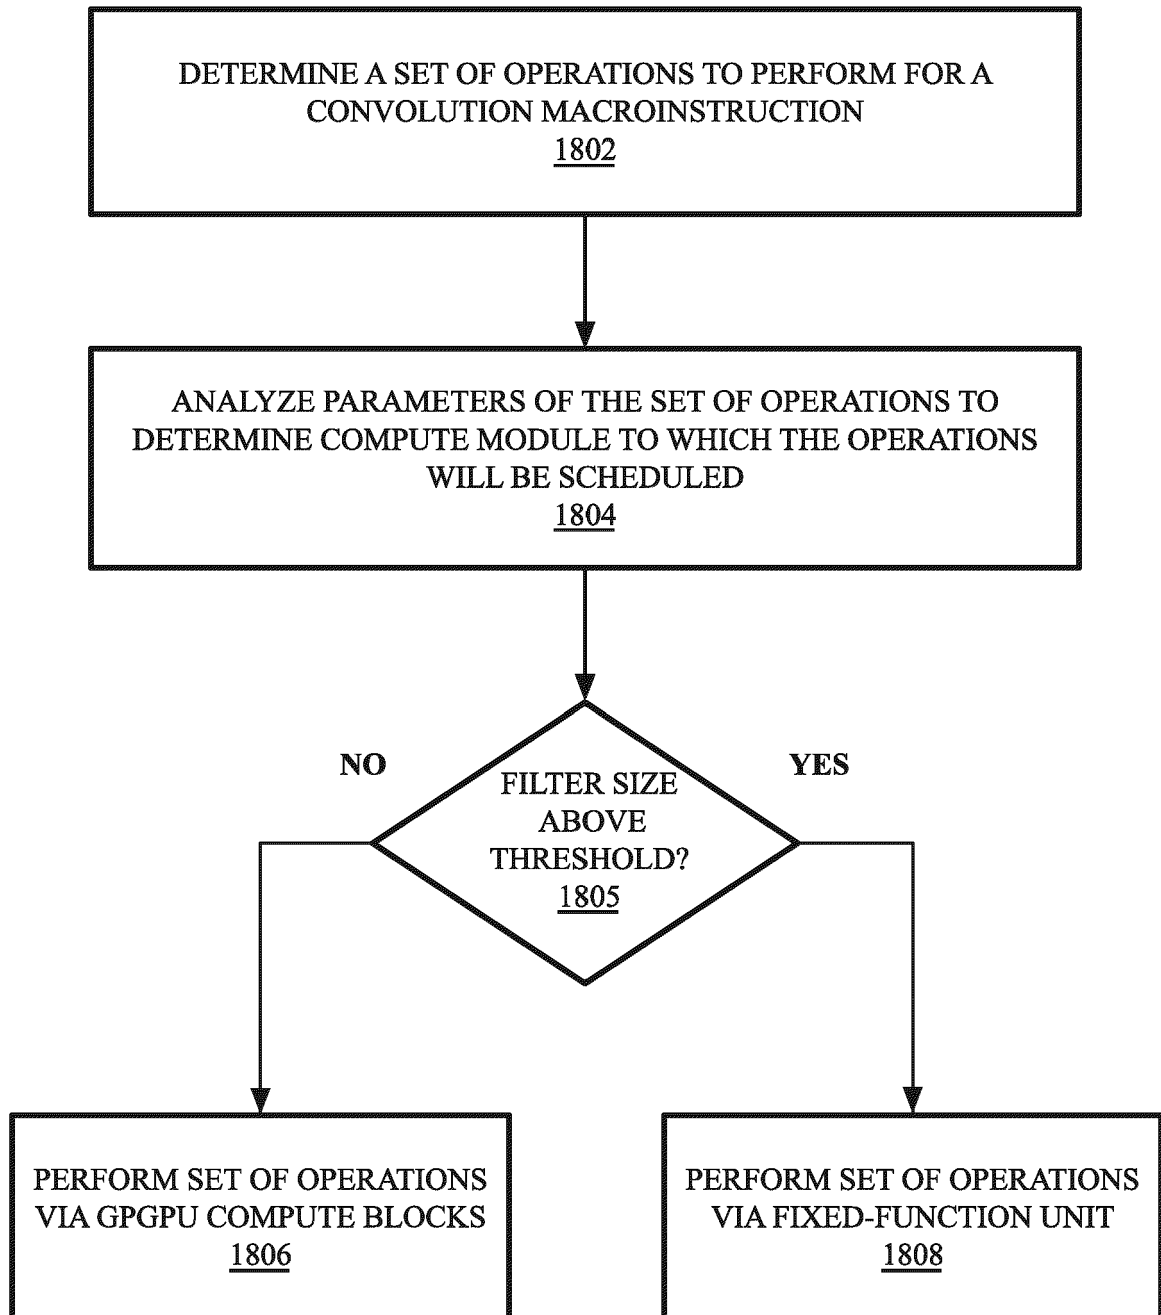 DETERMINE A SET OF OPERATIONS TO PERFORM FOR A
CONVOLUTION MACROINSTRUCTION
1802
ANALYZE PARAMETERS OF THE SET OF OPERATIONS TO
DETERMINE COMPUTE MODULE TO WHICH THE OPERATIONS
WILL BE SCHEDULED
1804
NO
YES
FILTER SIZE
ABOVE
THRESHOLD?
1805
PERFORM SET OF OPERATIONS
VIA GPGPU COMPUTE BLOCKS
1806
PERFORM SET OF OPERATIONS
VIA FIXED-FUNCTION UNIT
1808